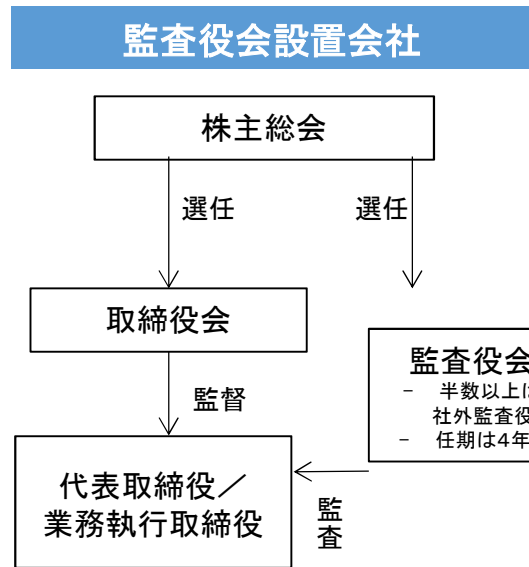 監査役会設置会社
株主総会
選任
選任
取締役会
監査役会
- 半数以上は
社外監査役
- 任期は4年
監督
代表取締役／
業務執行取締役
監査